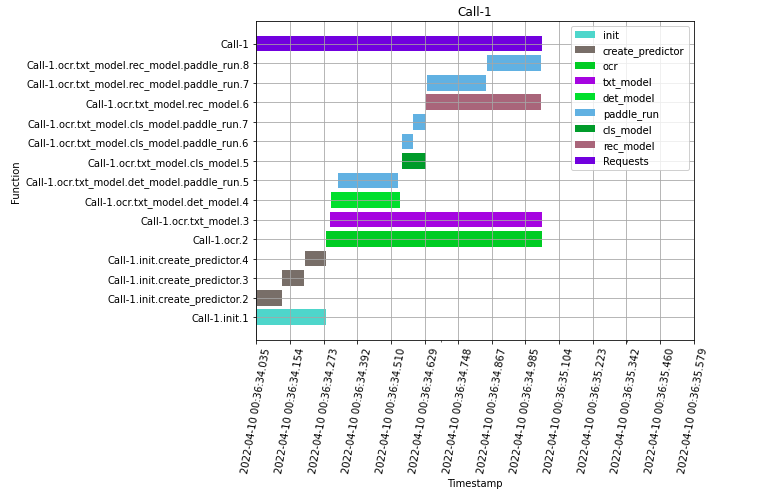 Call-1
Call-1
Call-1.ocr.txt_model.rec_model.paddle_run.8
Call-1.ocr.txt_model.rec_model.paddle_run.7
Call-1.ocr.txt_model.rec_model.6
Call-1.ocr.txt_model.cls_model.paddle_run.7
Call-1.ocr.txt_model.cls_model.paddle_run.6
Call-1.ocr.txt_model.cls_model.5
Call-1.ocr.txt_model.det_model.paddle_run.5
Call-1.ocr.txt_model.det_model.4
Call-1.ocr.txt_model.3
Call-1.ocr.2
Call-1.init.create_predictor.4
Call-1.init.create_predictor.3
Call-1.init.create_predictor.2
Call-1.init.1
Function
init
create_predictor
ocr
txt_model
det_model
paddle_run
cls_model
rec_model
Requests
2022-04-10 00:36:34.035
2022-04-10 00:36:34.154
2022-04-10 00:36:34.273
2022-04-10 00:36:34.392
2022-04-10 00:36:34.510
2022-04-10 00:36:34.629
2022-04-10 00:36:34.748
2022-04-10 00:36:34.867
2022-04-10 00:36:34.985
2022-04-10 00:36:35.104
2022-04-10 00:36:35.223
2022-04-10 00:36:35.342
2022-04-10 00:36:35.460
2022-04-10 00:36:35.579
Timestamp